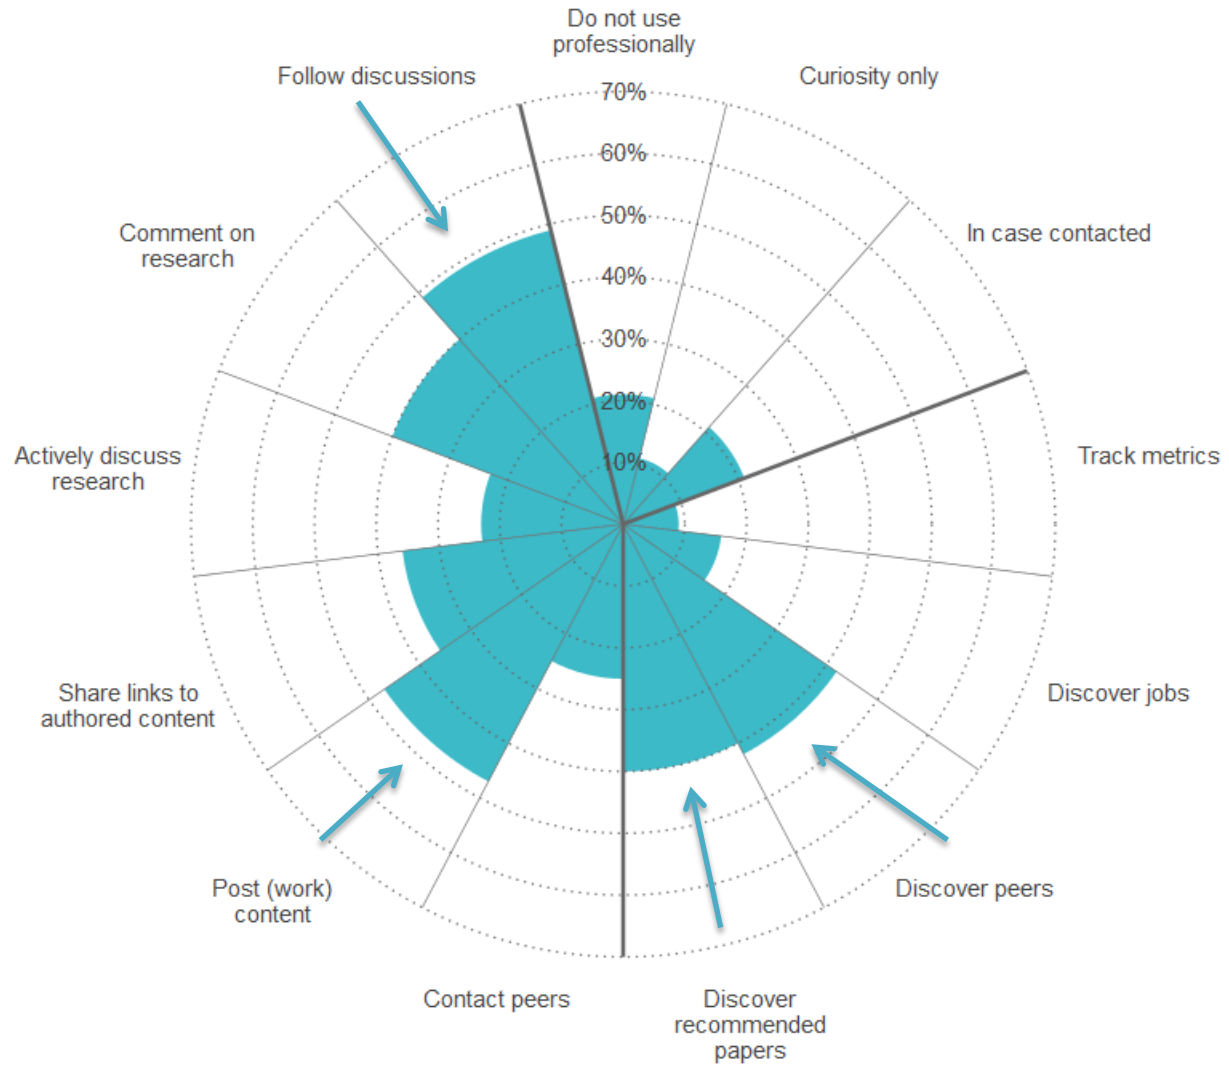 Do not use
professionally
Follow discussions
Curiosity only
70%
60%
50%
40%
30%
20%
10%
Comment on
research
In case contacted
Actively discuss
research
Track metrics
Share links to
authored content
Discover jobs
Post (work)
content
Discover peers
Contact peers
Discover
recommended
papers